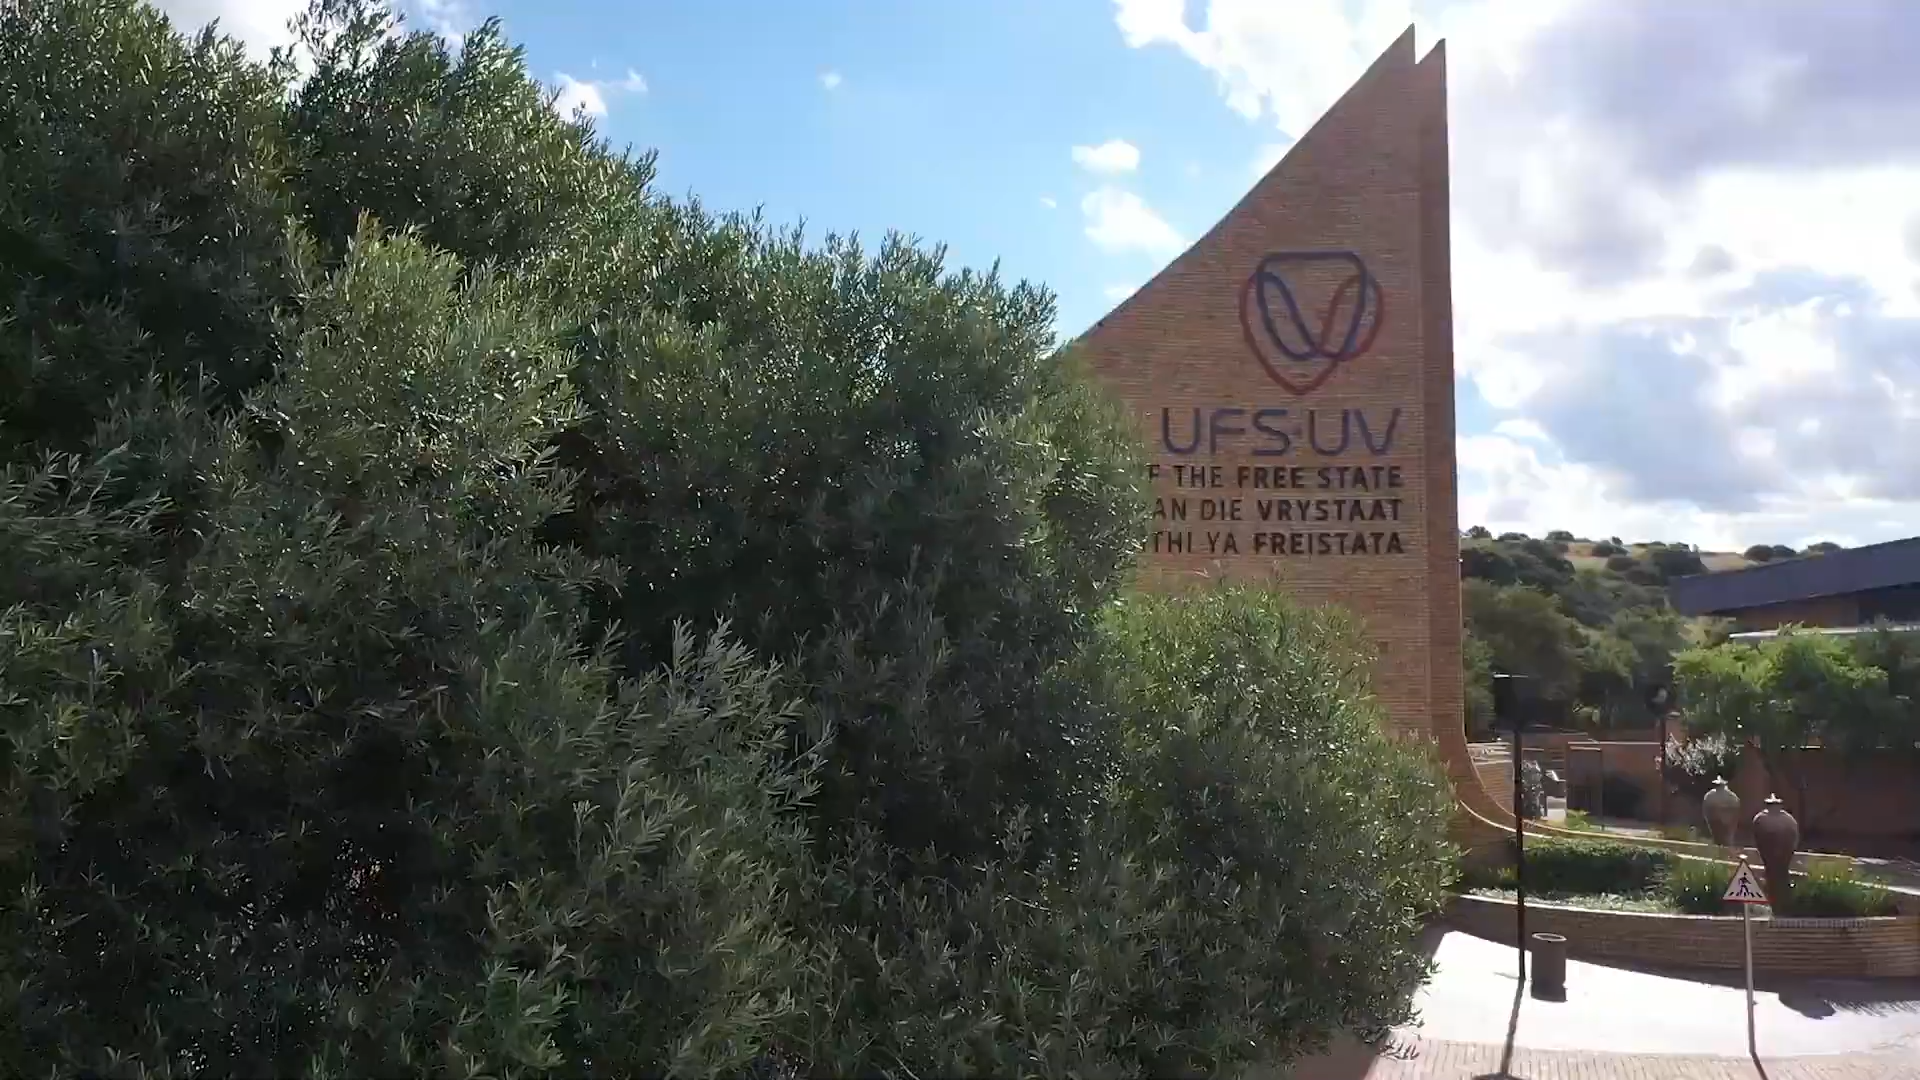 UFS·UV
F THE FREE STATE
AN DIE VRYSTAAT
THI YA FREISTATA